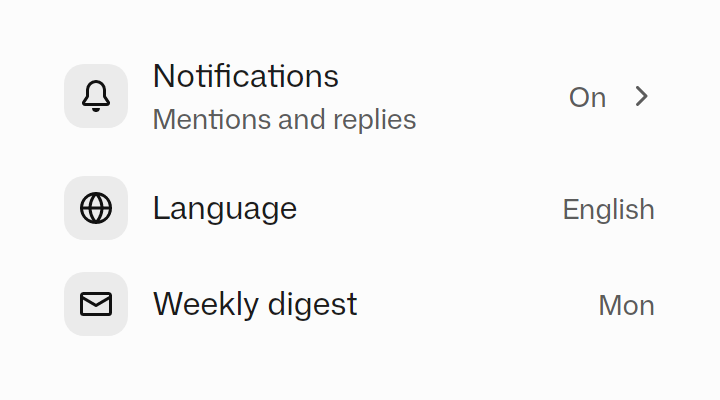 Notifications
Mentions and replies
On
Language
English
Weekly digest
Mon